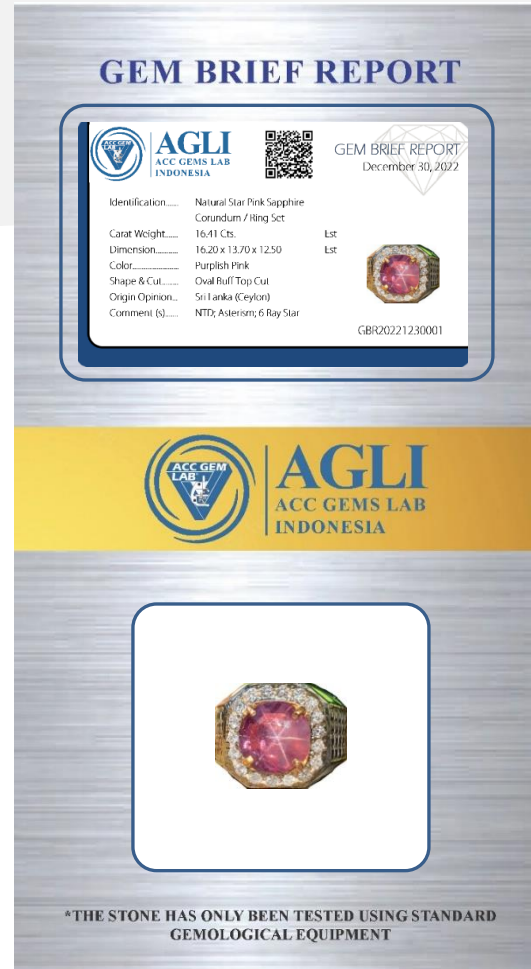 GEM BRIEF REPORT
ACC GEM LAB
AGLI
ACC GEMS LAB
INDONESIA
GEM BRIEF REPORT
December 30, 2022
Identification...... Natural Star Pink Sapphire
Corundum / Ring Set
Carat Weight...... 16.41 Cts. Est
Dimension.......... 16.20 x 13.70 x 12.50 Est
Color..................... Purplish Pink
Shape & Cut........ Oval Buff Top Cut
Origin Opinion... Sri Lanka (Ceylon)
Comment (s)...... NTD; Asterism; 6 Ray Star
GBR20221230001
ACC GEM
LAB
AGLI
ACC GEMS LAB
INDONESIA
*THE STONE HAS ONLY BEEN TESTED USING STANDARD
GEMOLOGICAL EQUIPMENT